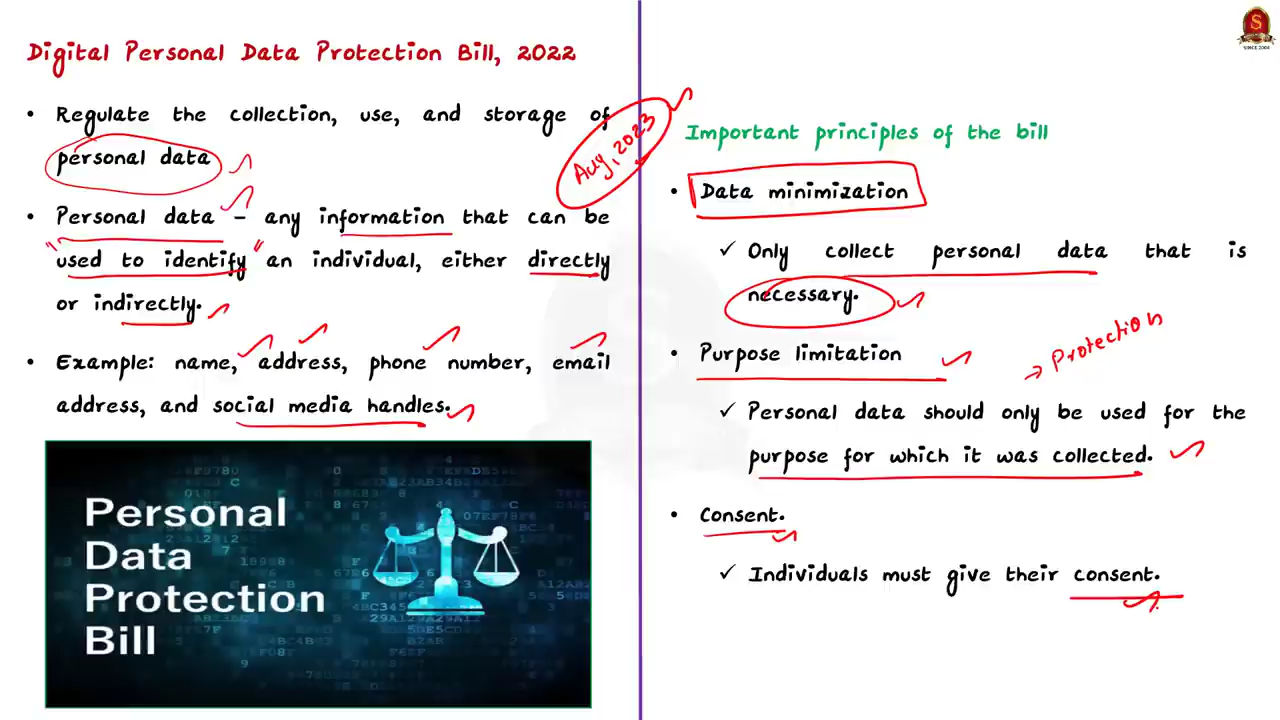 Digital Personal Data Protection Bill, 2022
• Regulate the collection, use, and storage of
personal data
• Personal data – any information that can be
"used to identify" an individual, either directly
or indirectly.
• Example: name, address, phone number, email
address, and social media handles.
Personal
Data
Protection
Bill
Aug, 2023
Important principles of the bill
• Data minimization
✓ Only collect personal data that is
necessary.
• Purpose limitation
→ Protection
✓ Personal data should only be used for the
purpose for which it was collected.
• Consent.
✓ Individuals must give their consent.
S
SINCE 2004